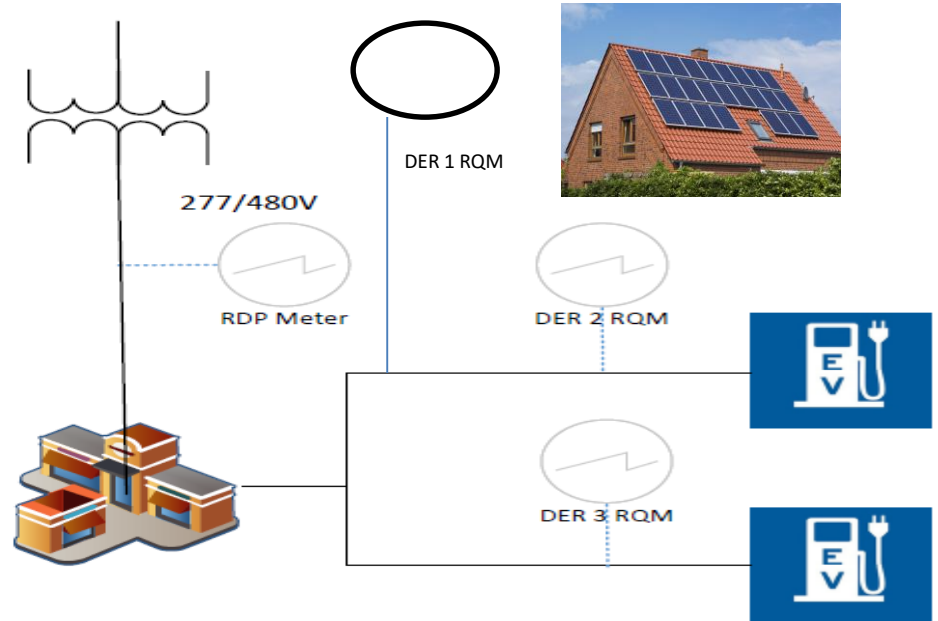 DER 1 RQM
277/480V
RDP Meter
DER 2 RQM
E
V
DER 3 RQM
E
V